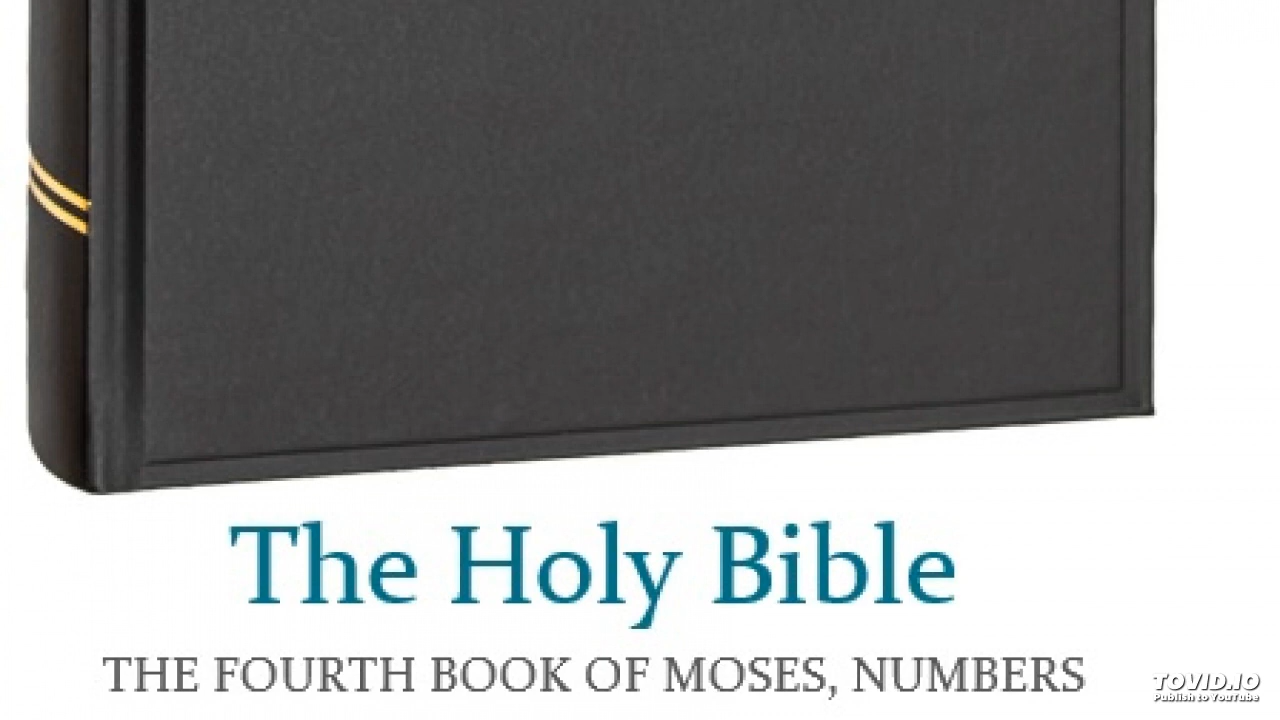 The Holy Bible
THE FOURTH BOOK OF MOSES, NUMBERS
TOVID.IO
Publish to YouTube